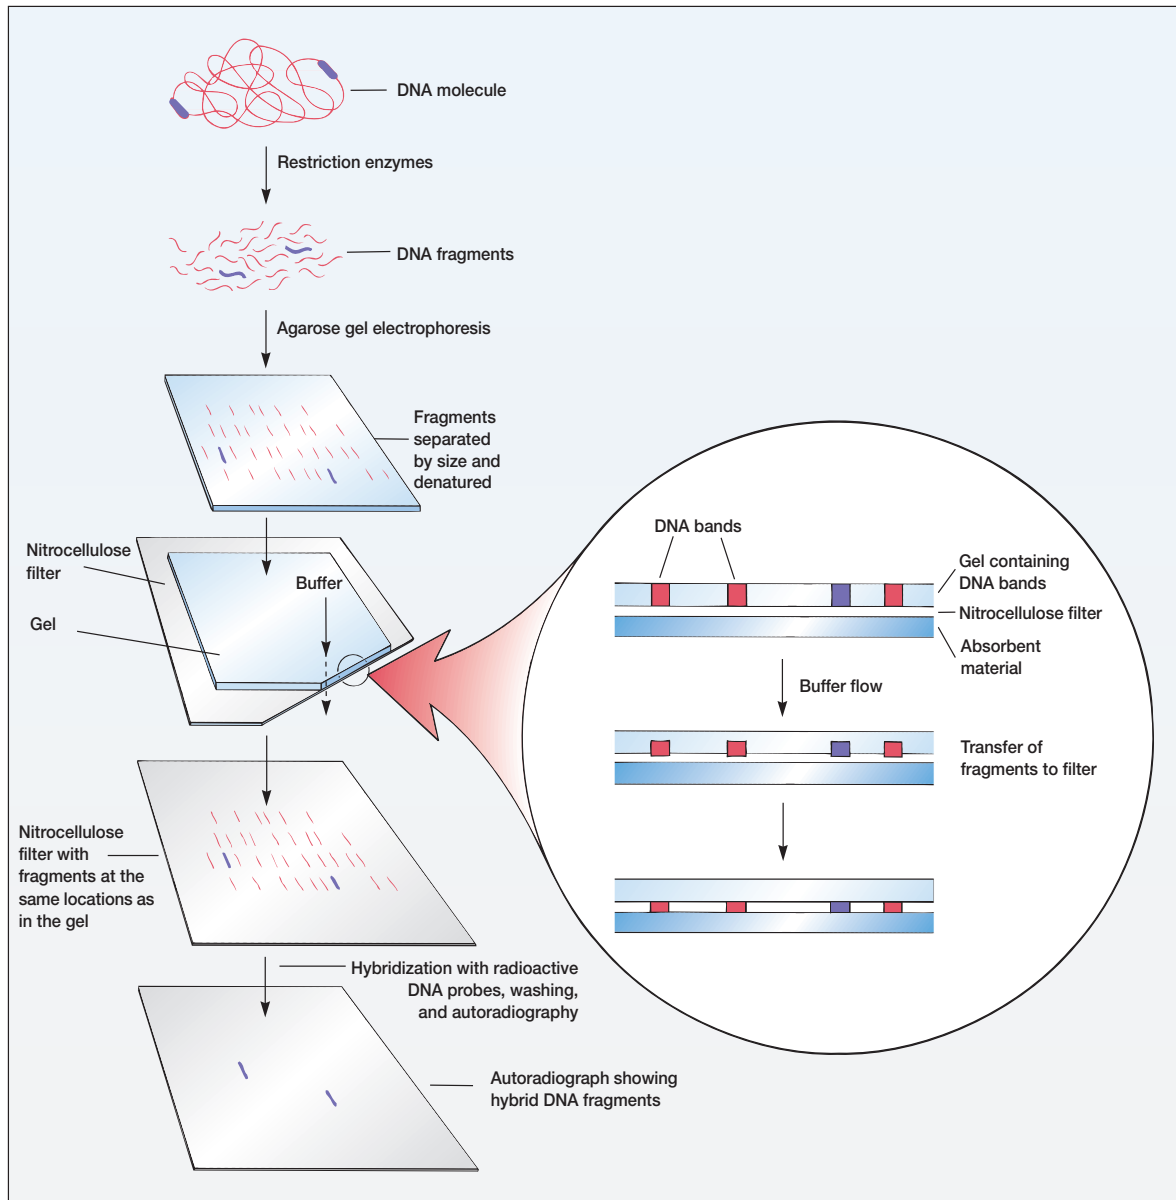 DNA molecule
Restriction enzymes
DNA fragments
Agarose gel electrophoresis
Fragments
separated
by size and
denatured
Nitrocellulose
filter
Buffer
Gel
DNA bands
Gel containing
DNA bands
Nitrocellulose filter
Absorbent
material
Buffer flow
Transfer of
fragments to filter
Nitrocellulose
filter with
fragments at the
same locations as
in the gel
Hybridization with radioactive
DNA probes, washing,
and autoradiography
Autoradiograph showing
hybrid DNA fragments